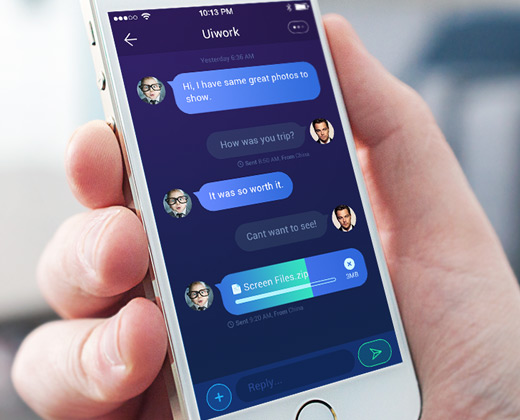 10:13 PM
Uiwork
Yesterday 6:36 AM
Hi, I have same great photos to
show.
How was you trip?
Sent 6:50 AM, From China
It was so worth it.
Cant want to see!
Screen Files.zip
3MB
Sent 3:20 AM, From China
Reply...